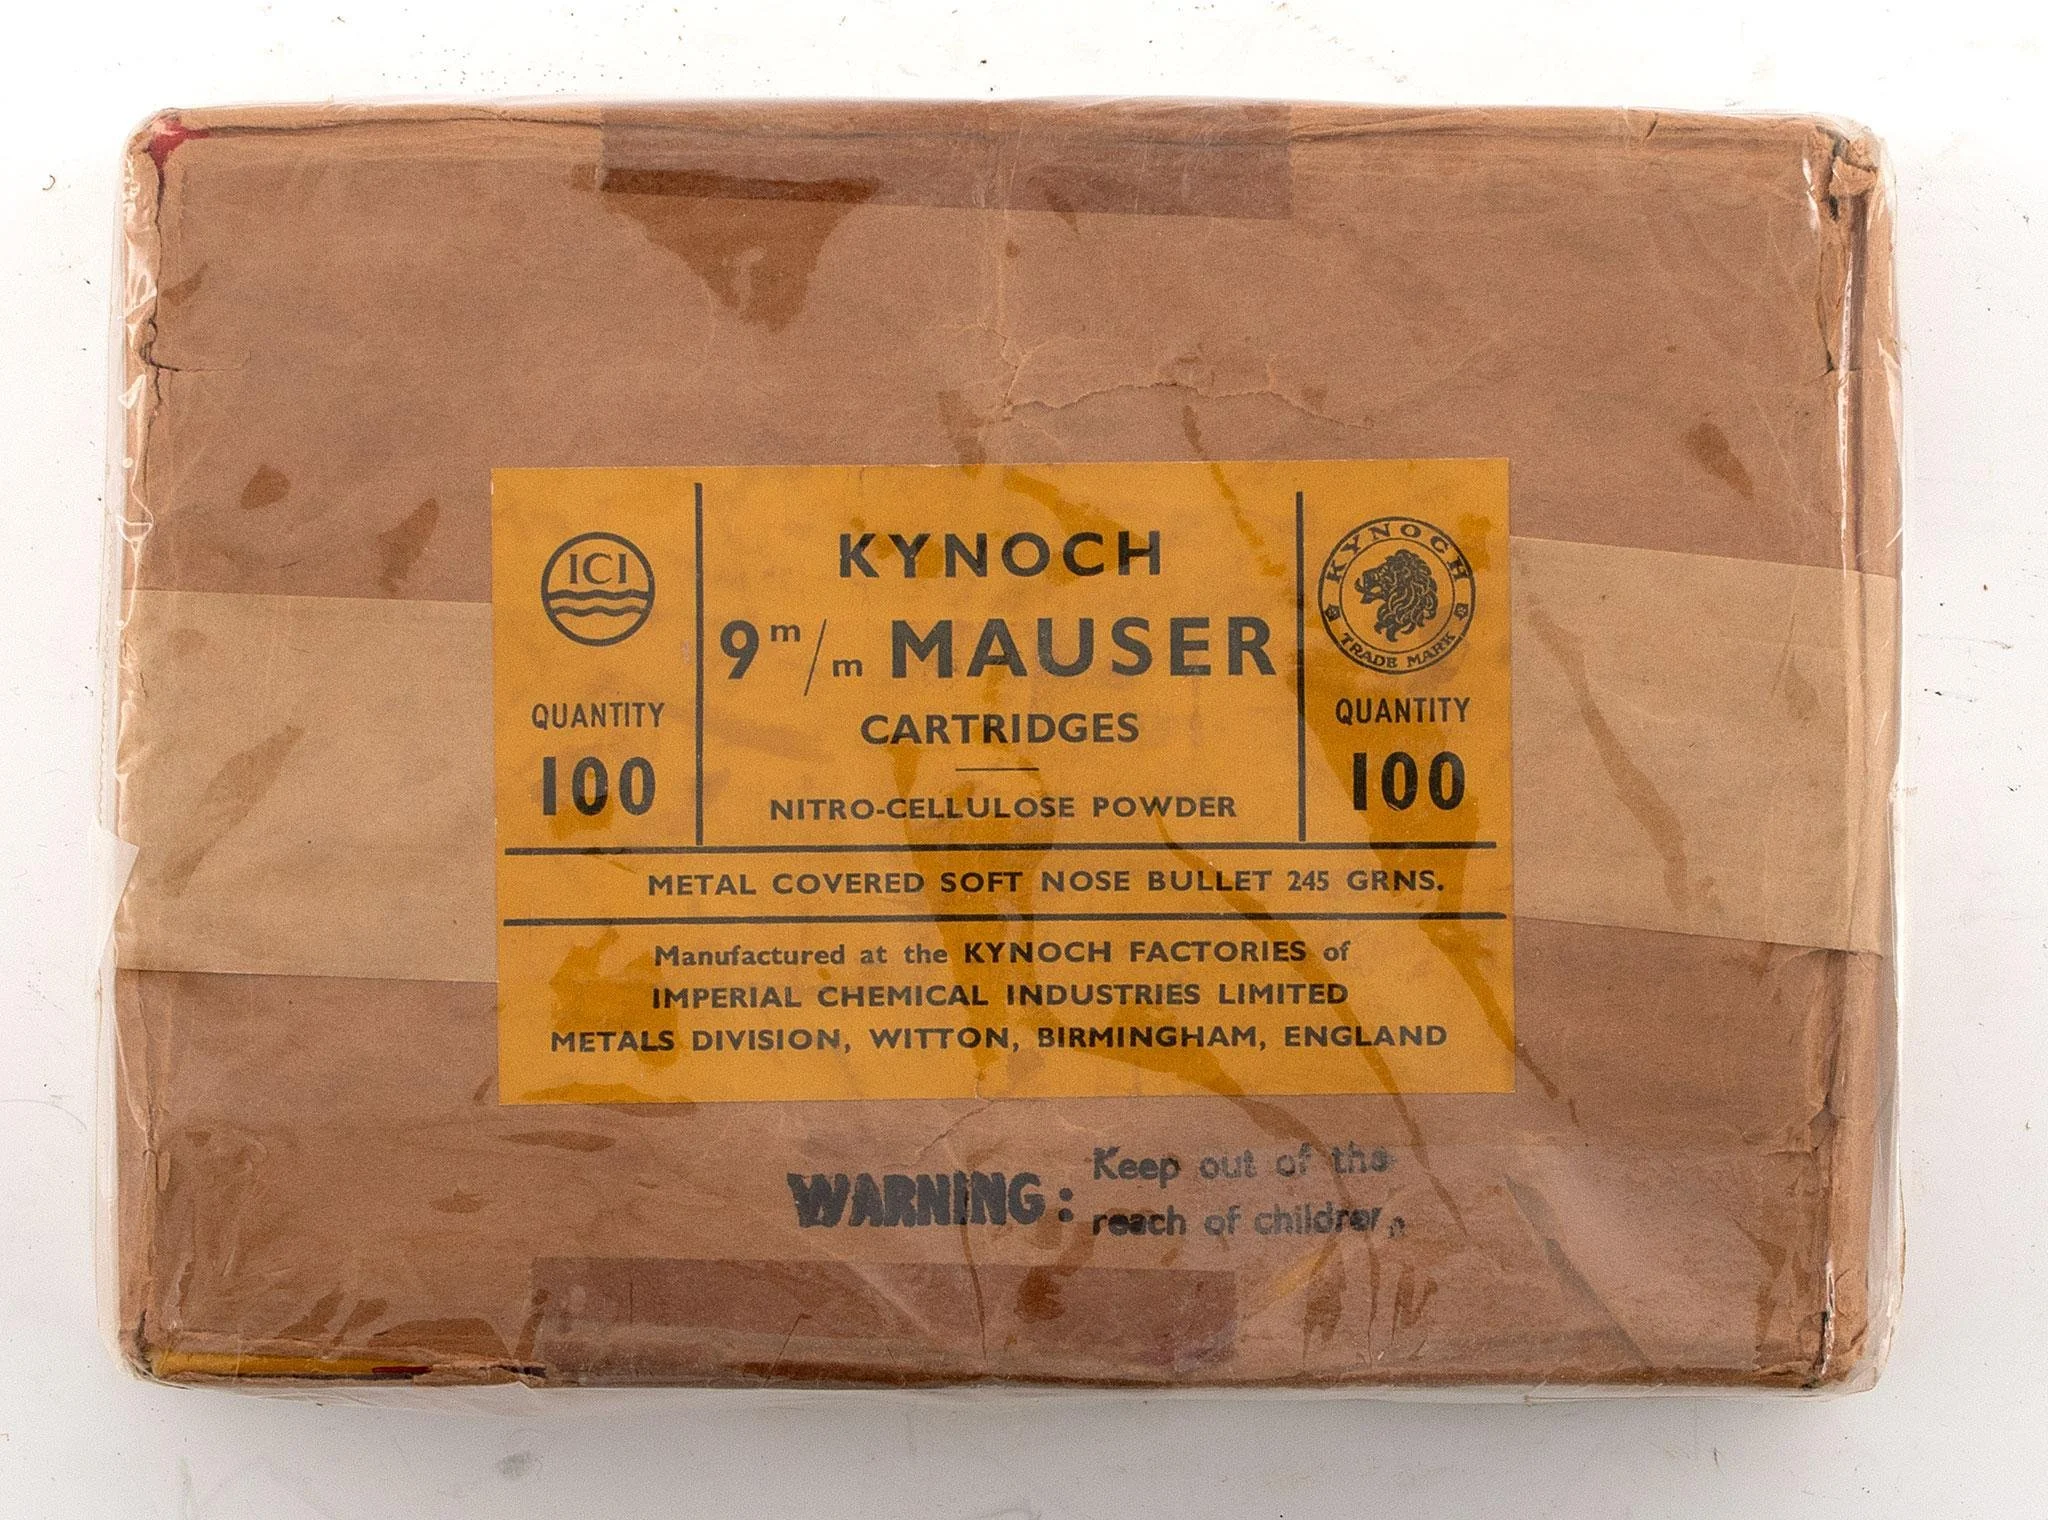 ICI
QUANTITY
100
KYNOCH
9 m/m MAUSER
CARTRIDGES
NITRO-CELLULOSE POWDER
KYNOCH
TRADE MARK
QUANTITY
100
METAL COVERED SOFT NOSE BULLET 245 GRNS.
Manufactured at the KYNOCH FACTORIES of
IMPERIAL CHEMICAL INDUSTRIES LIMITED
METALS DIVISION, WITTON, BIRMINGHAM, ENGLAND
WARNING: Keep out of the
reach of children